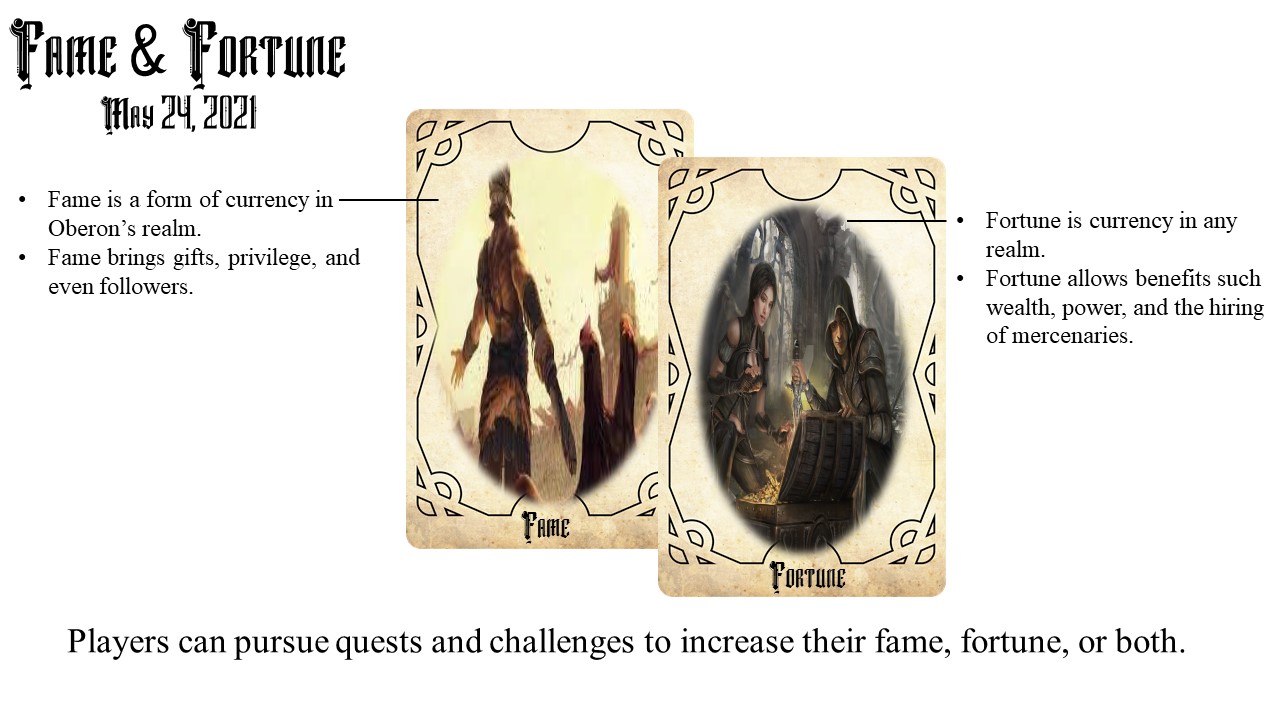 Fame & Fortune
May 24, 2021
• Fame is a form of currency in
Oberon’s realm.
• Fame brings gifts, privilege, and
even followers.
Fame
• Fortune is currency in any
realm.
• Fortune allows benefits such
wealth, power, and the hiring
of mercenaries.
Fortune
Players can pursue quests and challenges to increase their fame, fortune, or both.